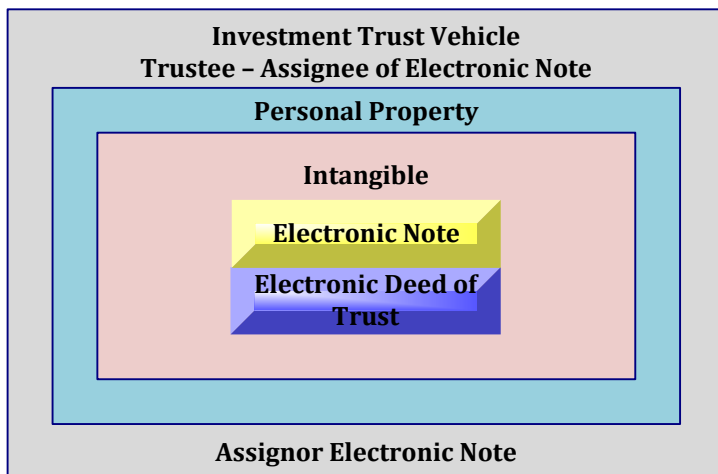 Investment Trust Vehicle
Trustee – Assignee of Electronic Note
Personal Property
Intangible
Electronic Note
Electronic Deed of
Trust
Assignor Electronic Note